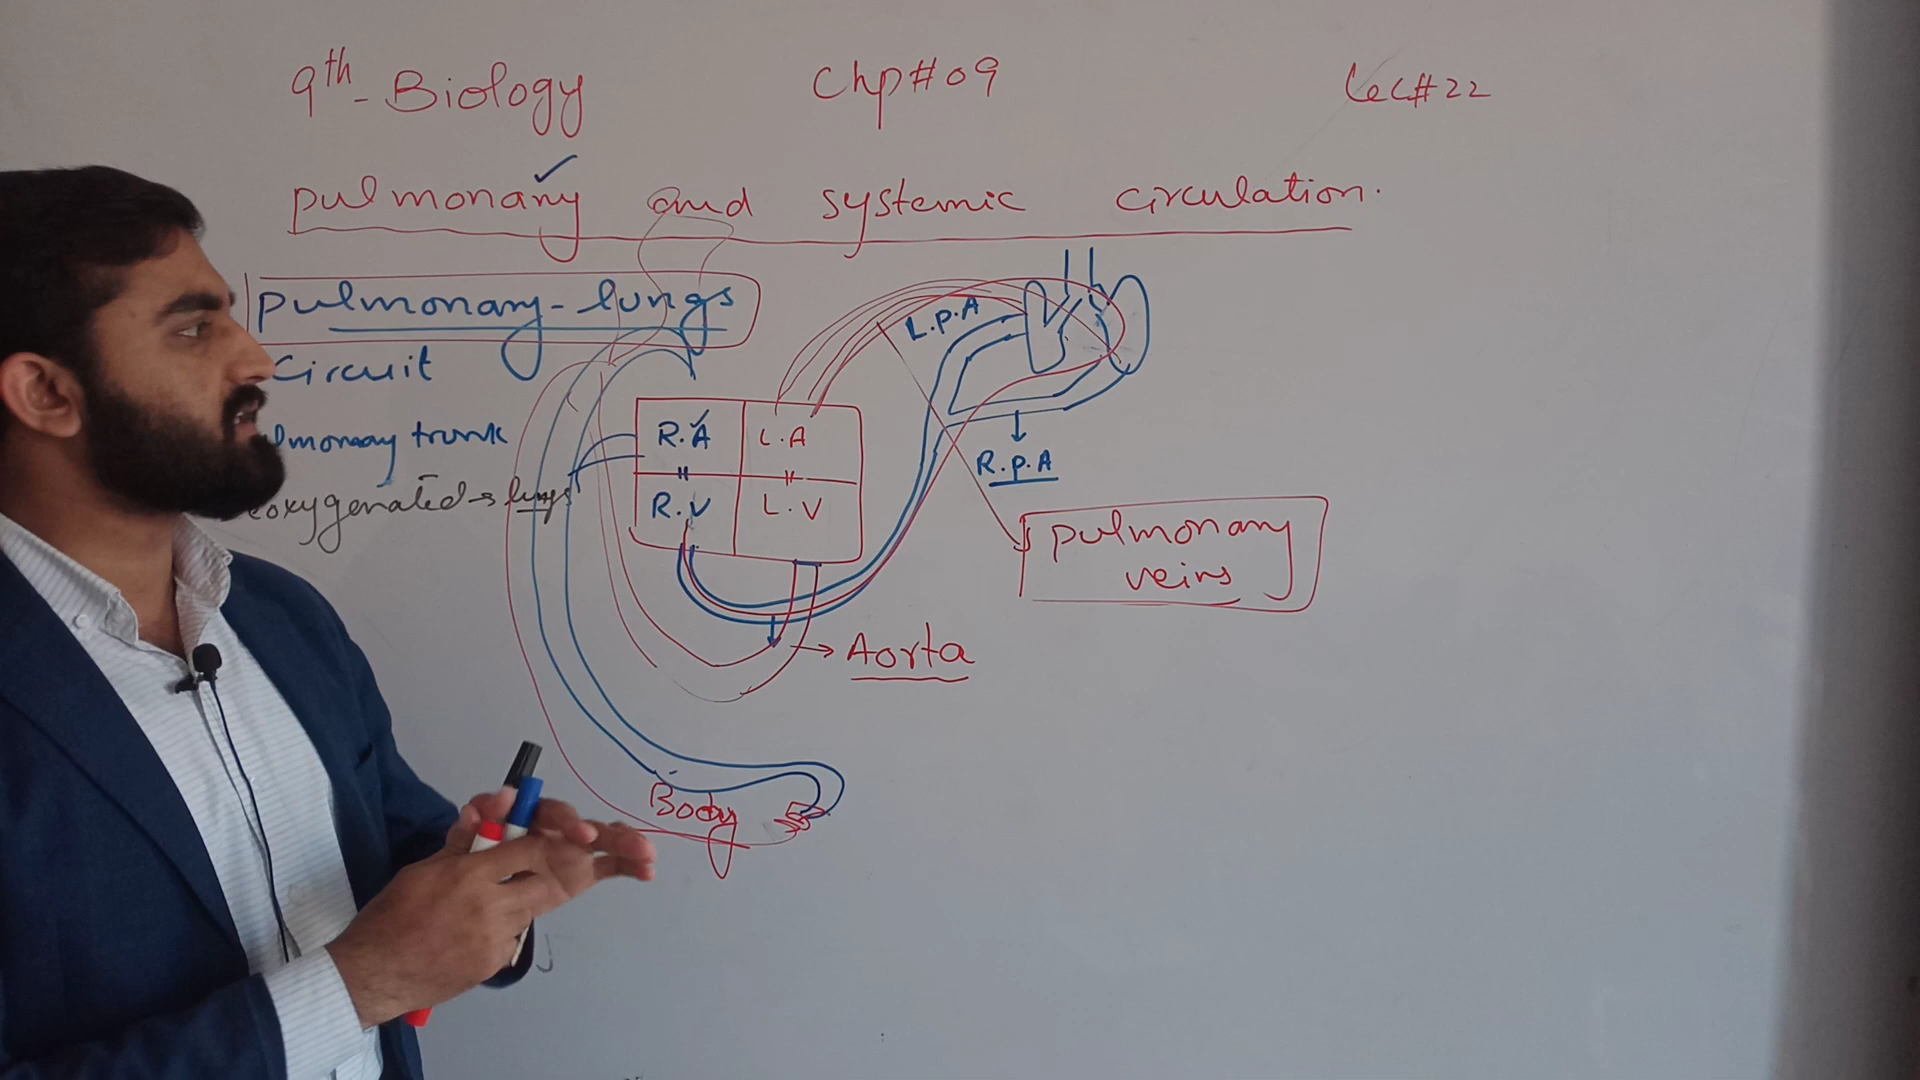 9th - Biology Chp#09 Lec#22
pulmonary and systemic circulation.
pulmonary - lungs
Circuit
trunk
lungs
L.P.A
R.A L.A
R.V L.V
R.P.A
pulmonary
veins
Aorta
Body